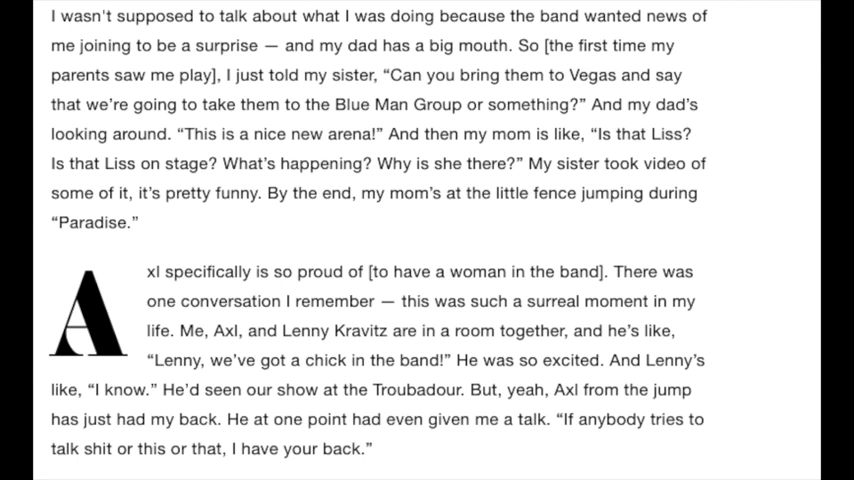 I wasn't supposed to talk about what I was doing because the band wanted news of
me joining to be a surprise — and my dad has a big mouth. So [the first time my
parents saw me play], I just told my sister, “Can you bring them to Vegas and say
that we’re going to take them to the Blue Man Group or something?” And my dad’s
looking around. “This is a nice new arena!” And then my mom is like, “Is that Liss?
Is that Liss on stage? What’s happening? Why is she there?” My sister took video of
some of it, it’s pretty funny. By the end, my mom’s at the little fence jumping during
“Paradise.”
Axl specifically is so proud of [to have a woman in the band]. There was
one conversation I remember — this was such a surreal moment in my
life. Me, Axl, and Lenny Kravitz are in a room together, and he’s like,
“Lenny, we’ve got a chick in the band!” He was so excited. And Lenny’s
like, “I know.” He’d seen our show at the Troubadour. But, yeah, Axl from the jump
has just had my back. He at one point had even given me a talk. “If anybody tries to
talk shit or this or that, I have your back.”